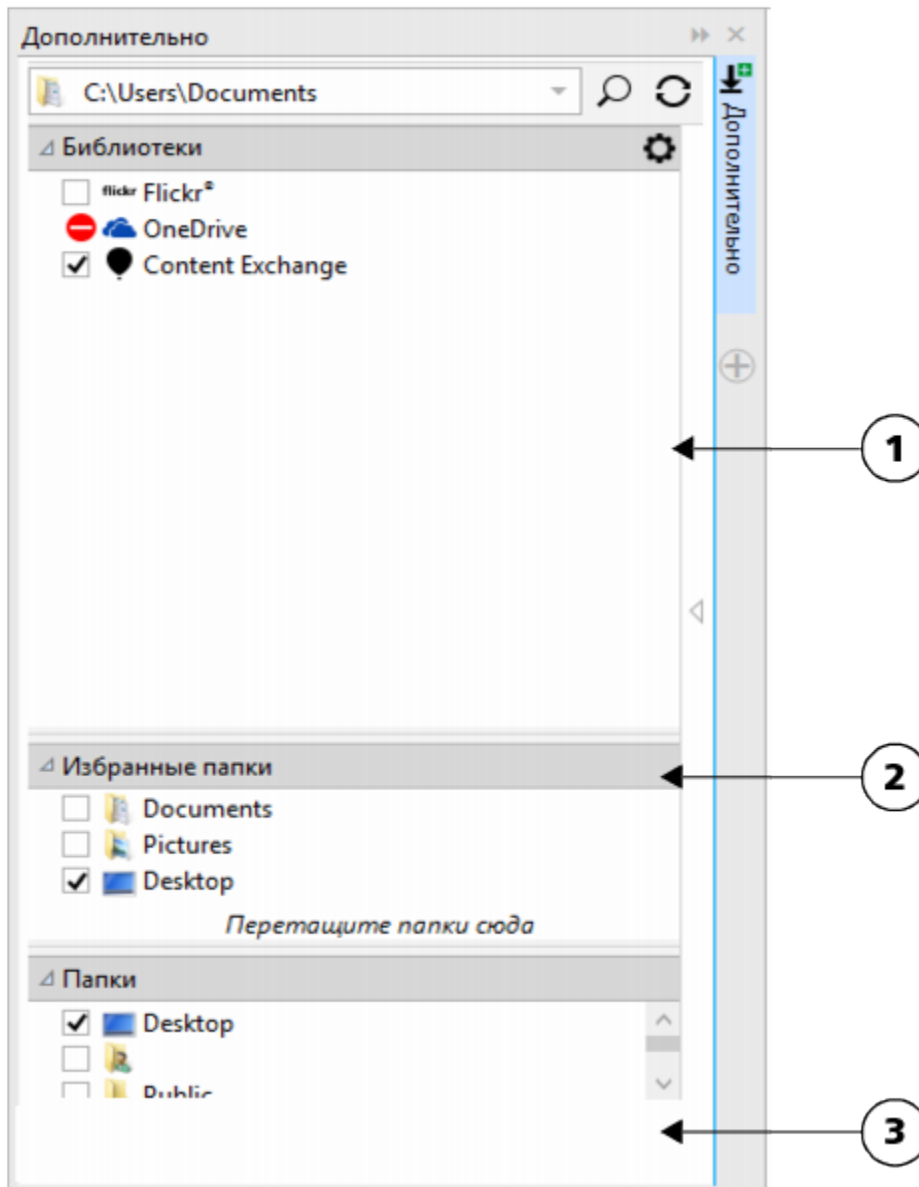 Дополнительно
C:\Users\Documents
Дополнительно
Библиотеки
flickr Flickr®
OneDrive
Content Exchange
1
Избранные папки
2
Documents
Pictures
Desktop
Перетащите папки сюда
Папки
Desktop
Public
3